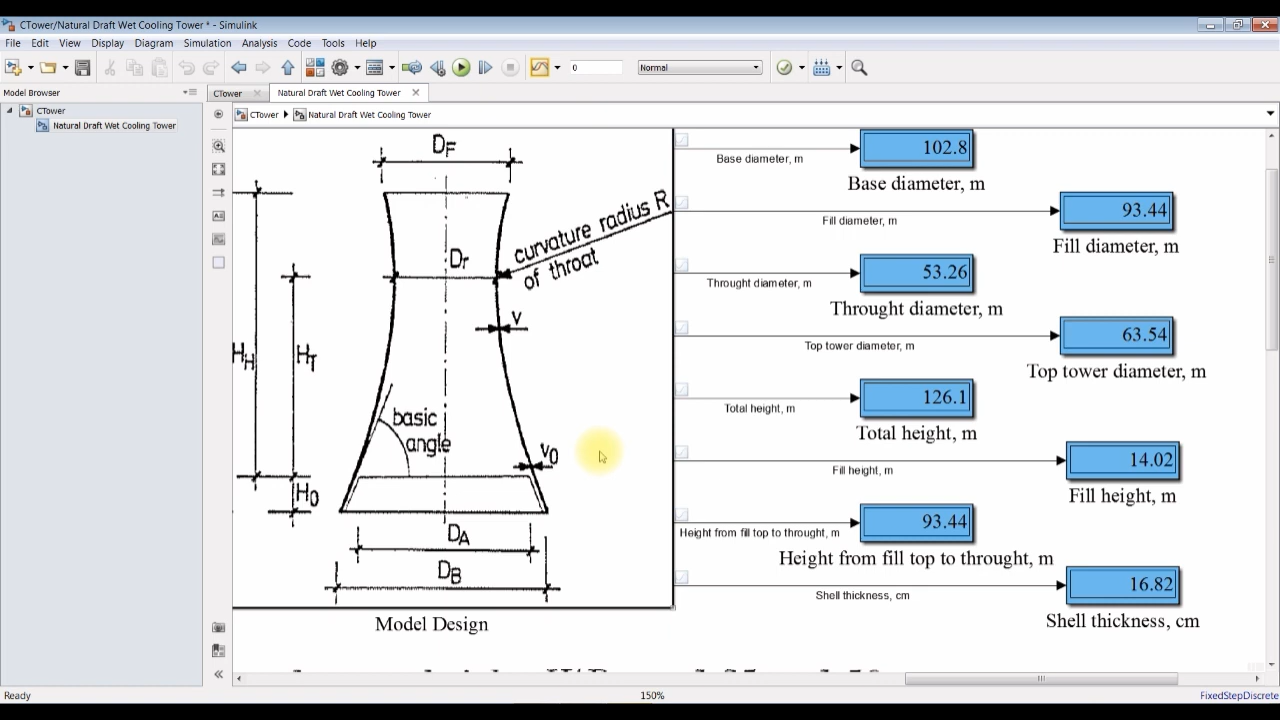 CTower/Natural Draft Wet Cooling Tower * - Simulink
File Edit View Display Diagram Simulation Analysis Code Tools Help
0
Normal
Model Browser
CTower
Natural Draft Wet Cooling Tower
CTower
Natural Draft Wet Cooling Tower
CTower
Natural Draft Wet Cooling Tower
DF
curvature radius R
of throat
DT
v
HH
HT
basic
angle
v0
H0
DA
DB
Model Design
Base diameter, m
102.8
Base diameter, m
Fill diameter, m
93.44
Fill diameter, m
Throught diameter, m
53.26
Throught diameter, m
Top tower diameter, m
63.54
Top tower diameter, m
Total height, m
126.1
Total height, m
Fill height, m
14.02
Fill height, m
Height from fill top to throught, m
93.44
Height from fill top to throught, m
Shell thickness, cm
16.82
Shell thickness, cm
Ready
150%
FixedStepDiscrete